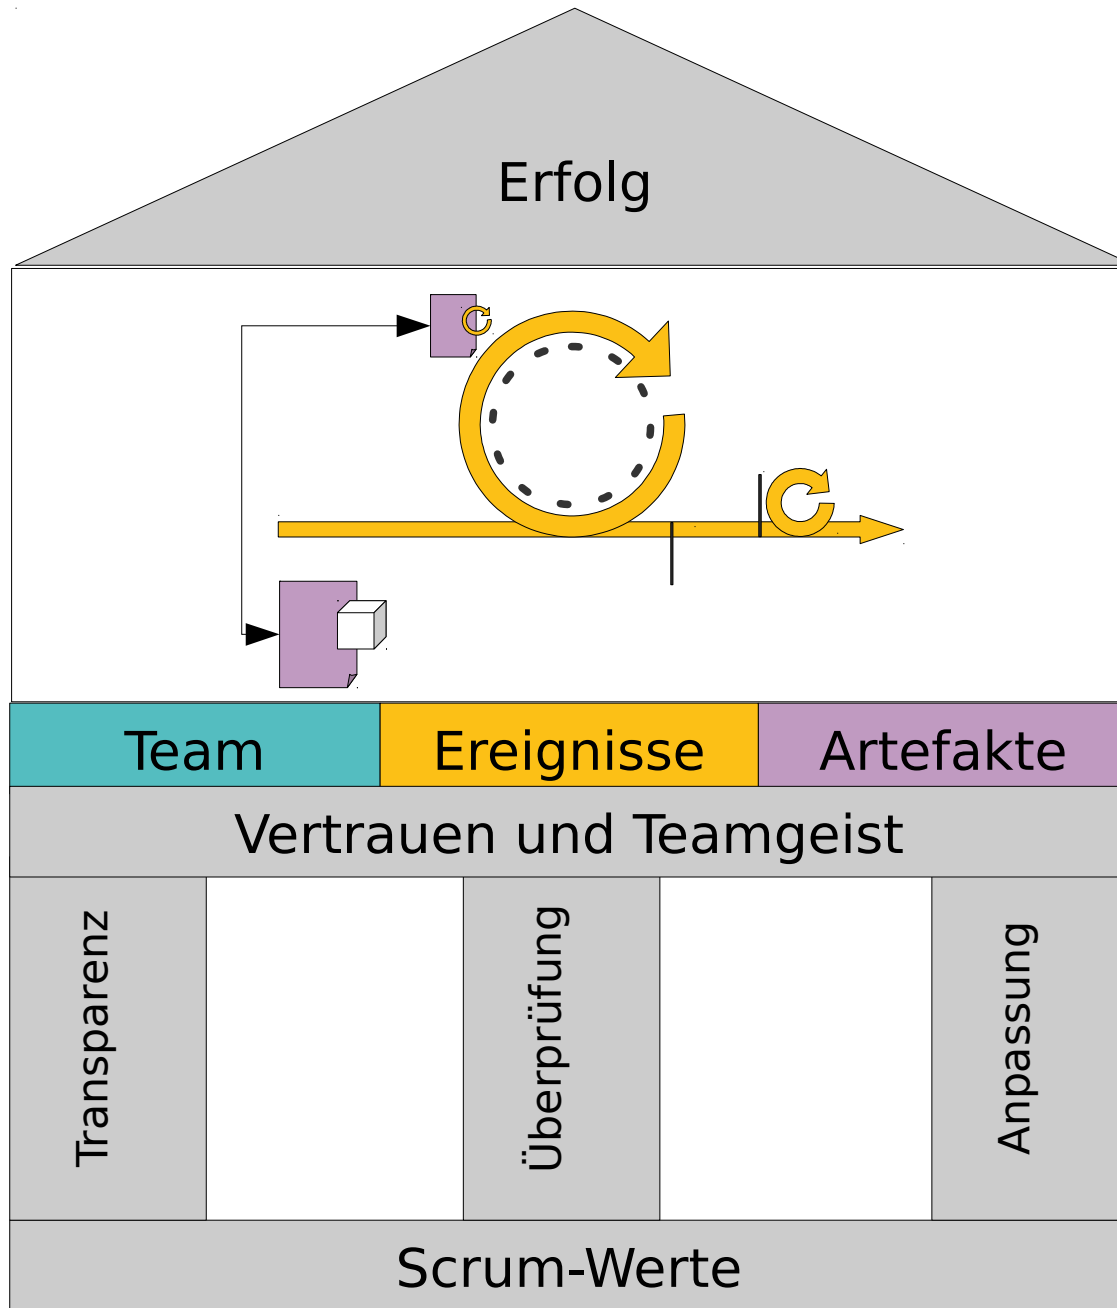 Erfolg
Team
Ereignisse
Artefakte
Vertrauen und Teamgeist
Transparenz
Überprüfung
Anpassung
Scrum-Werte